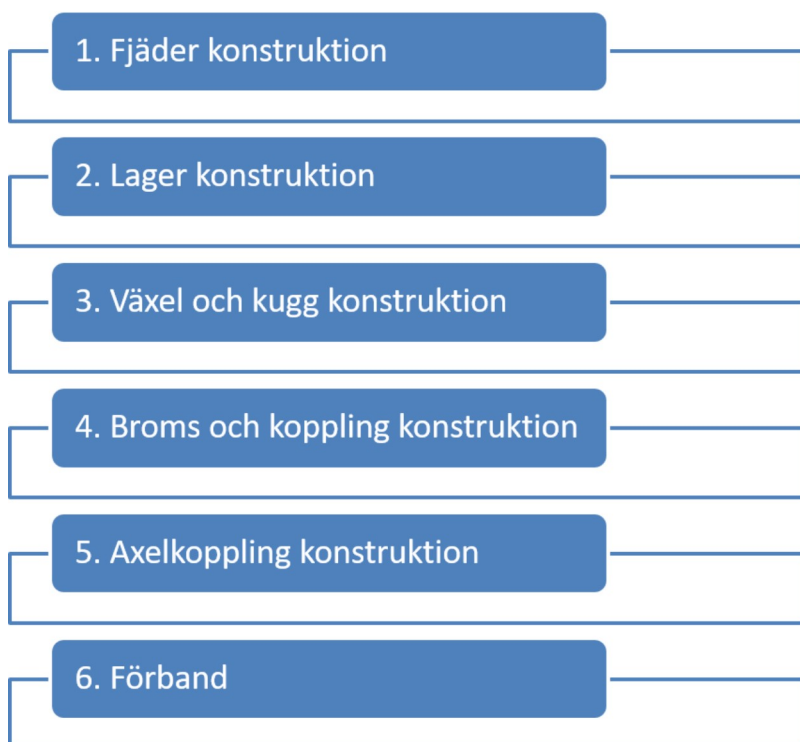 1. Fjäder konstruktion
2. Lager konstruktion
3. Växel och kugg konstruktion
4. Broms och koppling konstruktion
5. Axelkoppling konstruktion
6. Förband